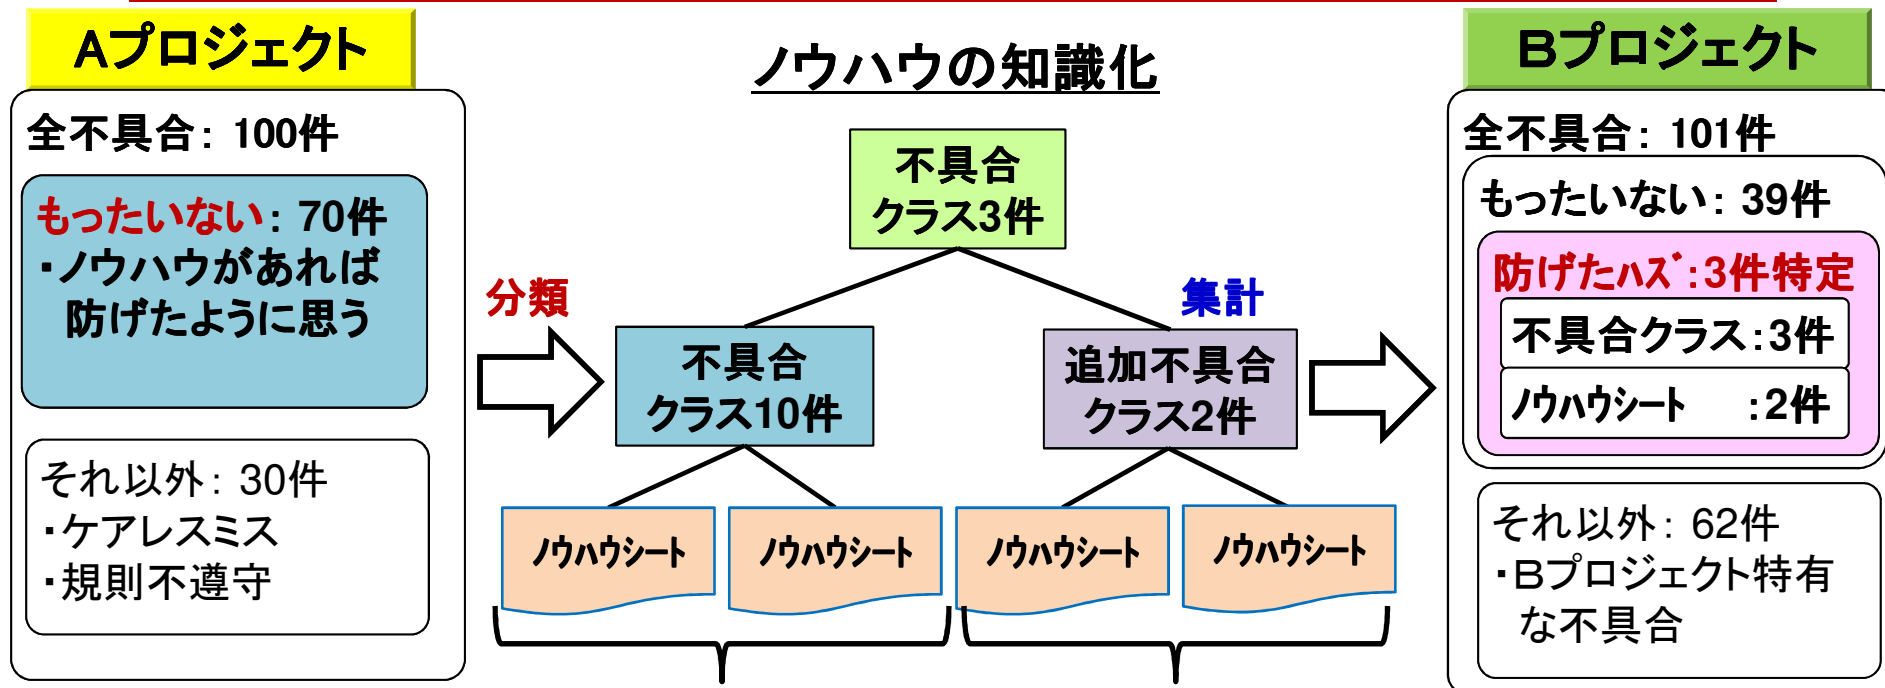 Aプロジェクト
全不具合：100件
もったいない：70件
・ノウハウがあれば
防げたように思う
それ以外：30件
・ケアレスミス
・規則不遵守
ノウハウの知識化
不具合
クラス3件
分類
集計
不具合
クラス10件
追加不具合
クラス2件
ノウハウシート
ノウハウシート
ノウハウシート
ノウハウシート
Bプロジェクト
全不具合：101件
もったいない：39件
防げたハズ：3件特定
不具合クラス：3件
ノウハウシート ：2件
それ以外：62件
・Bプロジェクト特有
な不具合